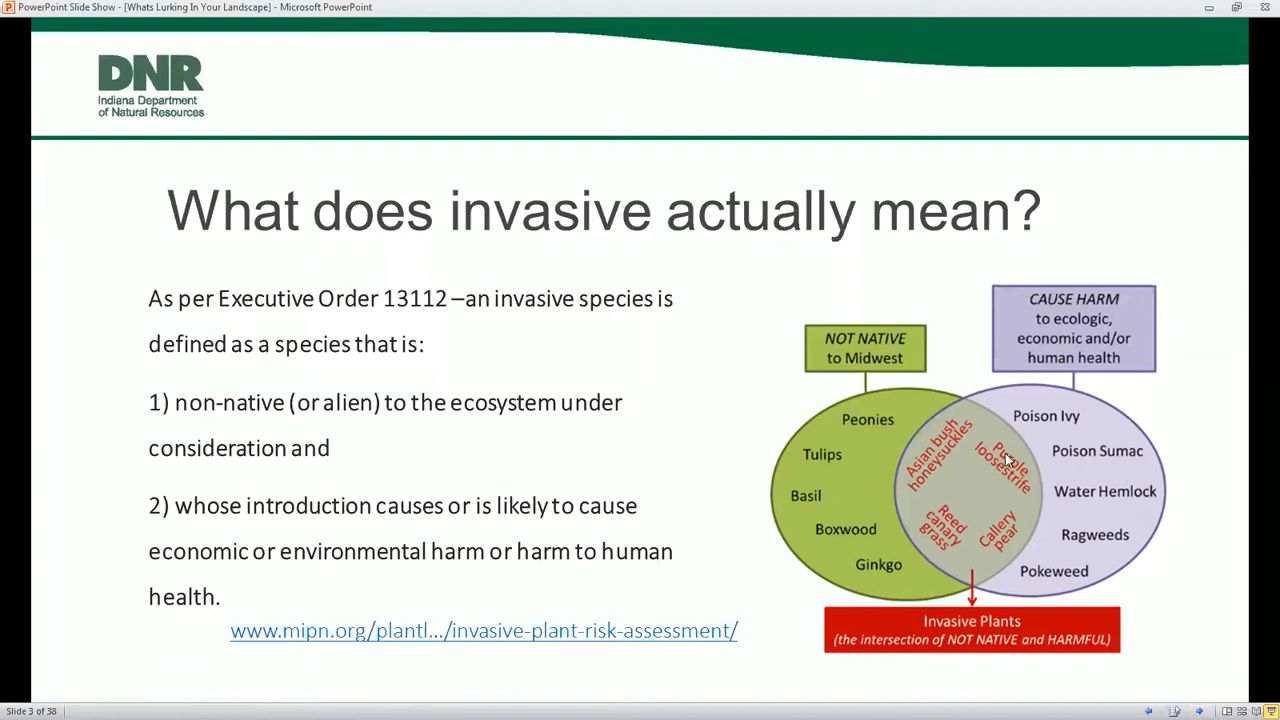 PowerPoint Slide Show - [Whats Lurking In Your Landscape] - Microsoft PowerPoint
DNR
Indiana Department
of Natural Resources
What does invasive actually mean?
As per Executive Order 13112 –an invasive species is
defined as a species that is:
1) non-native (or alien) to the ecosystem under
consideration and
2) whose introduction causes or is likely to cause
economic or environmental harm or harm to human
health.
www.mipn.org/plantl.../invasive-plant-risk-assessment/
NOT NATIVE
to Midwest
CAUSE HARM
to ecologic,
economic and/or
human health
Peonies
Tulips
Basil
Boxwood
Ginkgo
Asian bush
honeysuckles
Purple
loosestrife
Reed
canary
grass
Callery
pear
Poison Ivy
Poison Sumac
Water Hemlock
Ragweeds
Pokeweed
Invasive Plants
(the intersection of NOT NATIVE and HARMFUL)
Slide 3 of 38